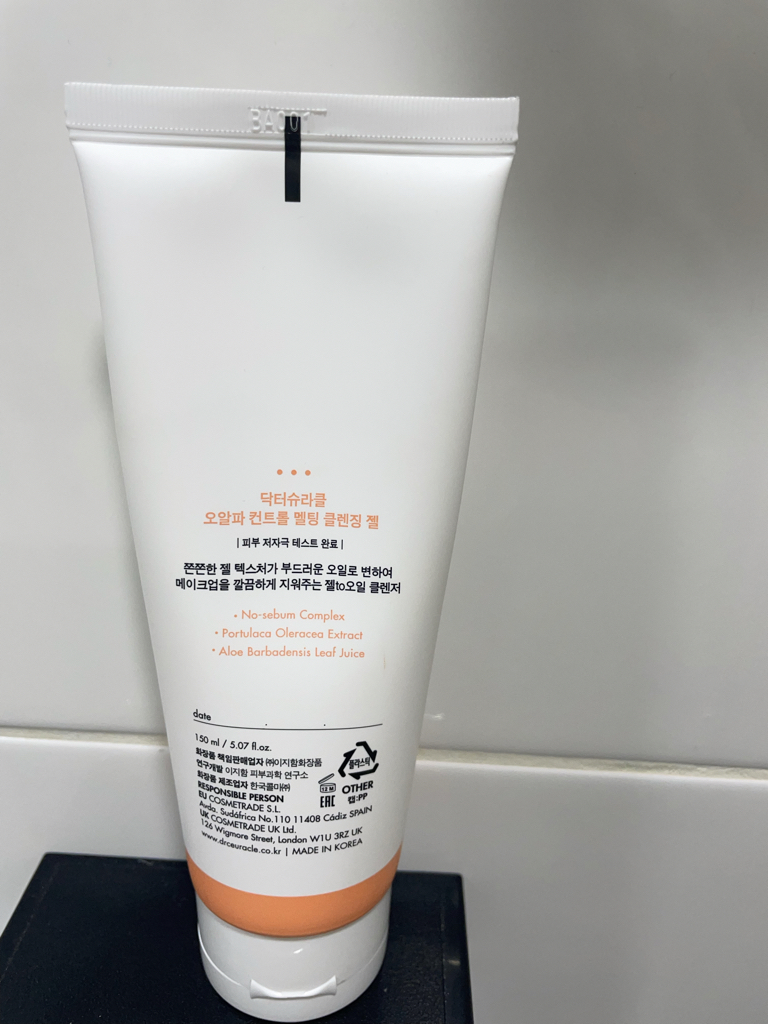 BA001
닥터슈라클
오알파 컨트롤 멜팅 클렌징 젤
| 피부 저자극 테스트 완료 |
쫀쫀한 젤 텍스처가 부드러운 오일로 변하여
메이크업을 깔끔하게 지워주는 젤to오일 클렌저
• No-sebum Complex
• Portulaca Oleracea Extract
• Aloe Barbadensis Leaf Juice
date . .
150 ml / 5.07 fl.oz.
화장품 책임판매업자 ㈜이지함화장품
연구개발 이지함 피부과학 연구소
화장품 제조업자 한국콜마㈜
RESPONSIBLE PERSON
EU COSMETRADE S.L.
Avda. Sudáfrica No.110 11408 Cádiz SPAIN
UK COSMETRADE UK Ltd.
126 Wigmore Street, London W1U 3RZ UK
www.drceuracle.co.kr | MADE IN KOREA
12 M
EAC
플라스틱
OTHER
캡:PP